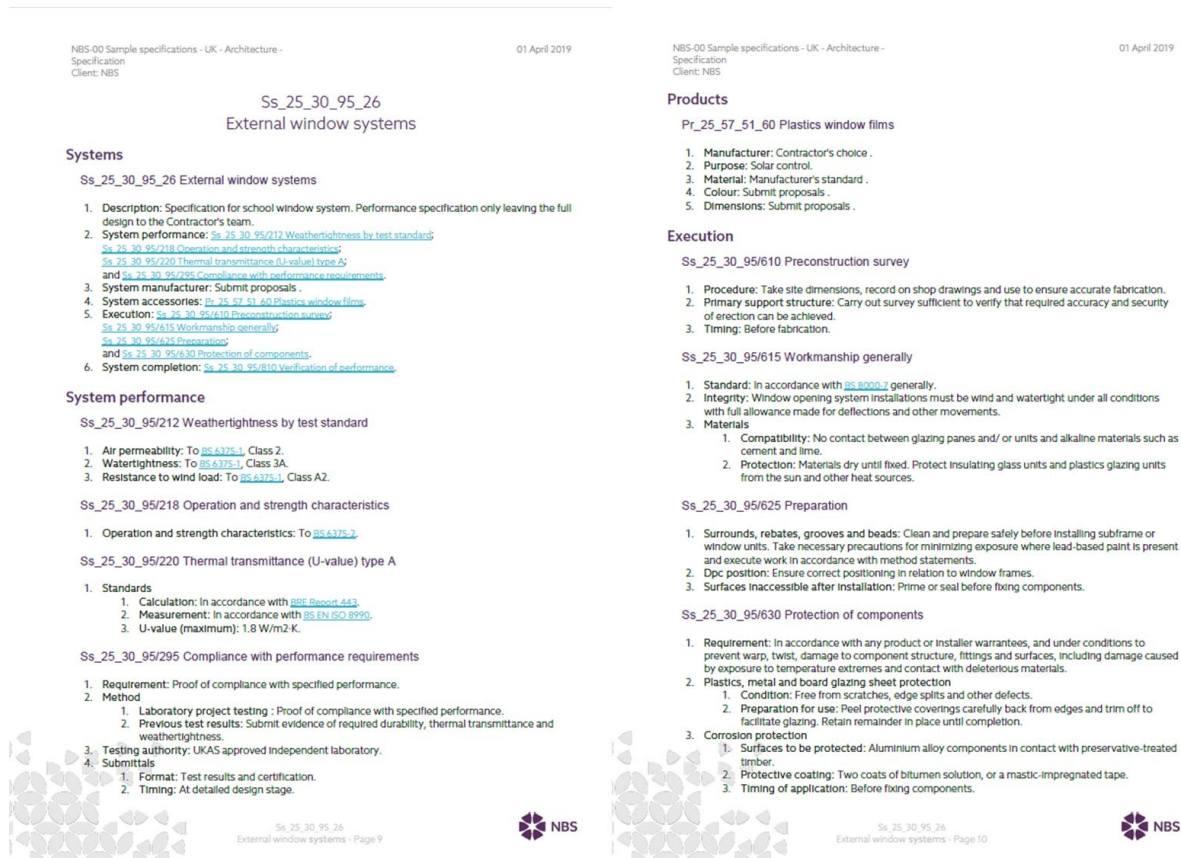 NBS-00 Sample specifications - UK - Architecture -
Specification
Client: NBS
01 April 2019
Ss_25_30_95_26
External window systems
Systems
Ss_25_30_95_26 External window systems
1. Description: Specification for school window system. Performance specification only leaving the full
design to the Contractor's team.
2. System performance: Ss_25_30_95/212 Weathertightness by test standard;
Ss_25_30_95/218 Operation and strength characteristics;
Ss_25_30_95/220 Thermal transmittance (U-value) type A;
and Ss_25_30_95/295 Compliance with performance requirements.
3. System manufacturer: Submit proposals .
4. System accessories: Pr_25_57_51_60 Plastics window films.
5. Execution: Ss_25_30_95/610 Preconstruction survey;
Ss_25_30_95/615 Workmanship generally;
Ss_25_30_95/625 Preparation;
and Ss_25_30_95/630 Protection of components.
6. System completion: Ss_25_30_95/810 Verification of performance.
System performance
Ss_25_30_95/212 Weathertightness by test standard
1. Air permeability: To BS 6375-1, Class 2.
2. Watertightness: To BS 6375-1, Class 3A.
3. Resistance to wind load: To BS 6375-1, Class A2.
Ss_25_30_95/218 Operation and strength characteristics
1. Operation and strength characteristics: To BS 6375-2.
Ss_25_30_95/220 Thermal transmittance (U-value) type A
1. Standards
1. Calculation: In accordance with BRE Report 443.
2. Measurement: In accordance with BS EN ISO 8990.
3. U-value (maximum): 1.8 W/m2·K.
Ss_25_30_95/295 Compliance with performance requirements
1. Requirement: Proof of compliance with specified performance.
2. Method
1. Laboratory project testing : Proof of compliance with specified performance.
2. Previous test results: Submit evidence of required durability, thermal transmittance and
weathertightness.
3. Testing authority: UKAS approved independent laboratory.
4. Submittals
1. Format: Test results and certification.
2. Timing: At detailed design stage.
Ss_25_30_95_26
External window systems - Page 9
NBS
NBS-00 Sample specifications - UK - Architecture -
Specification
Client: NBS
01 April 2019
Products
Pr_25_57_51_60 Plastics window films
1. Manufacturer: Contractor's choice .
2. Purpose: Solar control.
3. Material: Manufacturer's standard .
4. Colour: Submit proposals .
5. Dimensions: Submit proposals .
Execution
Ss_25_30_95/610 Preconstruction survey
1. Procedure: Take site dimensions, record on shop drawings and use to ensure accurate fabrication.
2. Primary support structure: Carry out survey sufficient to verify that required accuracy and security
of erection can be achieved.
3. Timing: Before fabrication.
Ss_25_30_95/615 Workmanship generally
1. Standard: In accordance with BS 8000-7 generally.
2. Integrity: Window opening system installations must be wind and watertight under all conditions
with full allowance made for deflections and other movements.
3. Materials
1. Compatibility: No contact between glazing panes and/ or units and alkaline materials such as
cement and lime.
2. Protection: Materials dry until fixed. Protect insulating glass units and plastics glazing units
from the sun and other heat sources.
Ss_25_30_95/625 Preparation
1. Surrounds, rebates, grooves and beads: Clean and prepare safely before installing subframe or
window units. Take necessary precautions for minimizing exposure where lead-based paint is present
and execute work in accordance with method statements.
2. Dpc position: Ensure correct positioning in relation to window frames.
3. Surfaces inaccessible after installation: Prime or seal before fixing components.
Ss_25_30_95/630 Protection of components
1. Requirement: In accordance with any product or installer warrantees, and under conditions to
prevent warp, twist, damage to component structure, fittings and surfaces, including damage caused
by exposure to temperature extremes and contact with deleterious materials.
2. Plastics, metal and board glazing sheet protection
1. Condition: Free from scratches, edge splits and other defects.
2. Preparation for use: Peel protective coverings carefully back from edges and trim off to
facilitate glazing. Retain remainder in place until completion.
3. Corrosion protection
1. Surfaces to be protected: Aluminium alloy components in contact with preservative-treated
timber.
2. Protective coating: Two coats of bitumen solution, or a mastic-impregnated tape.
3. Timing of application: Before fixing components.
Ss_25_30_95_26
External window systems - Page 10
NBS